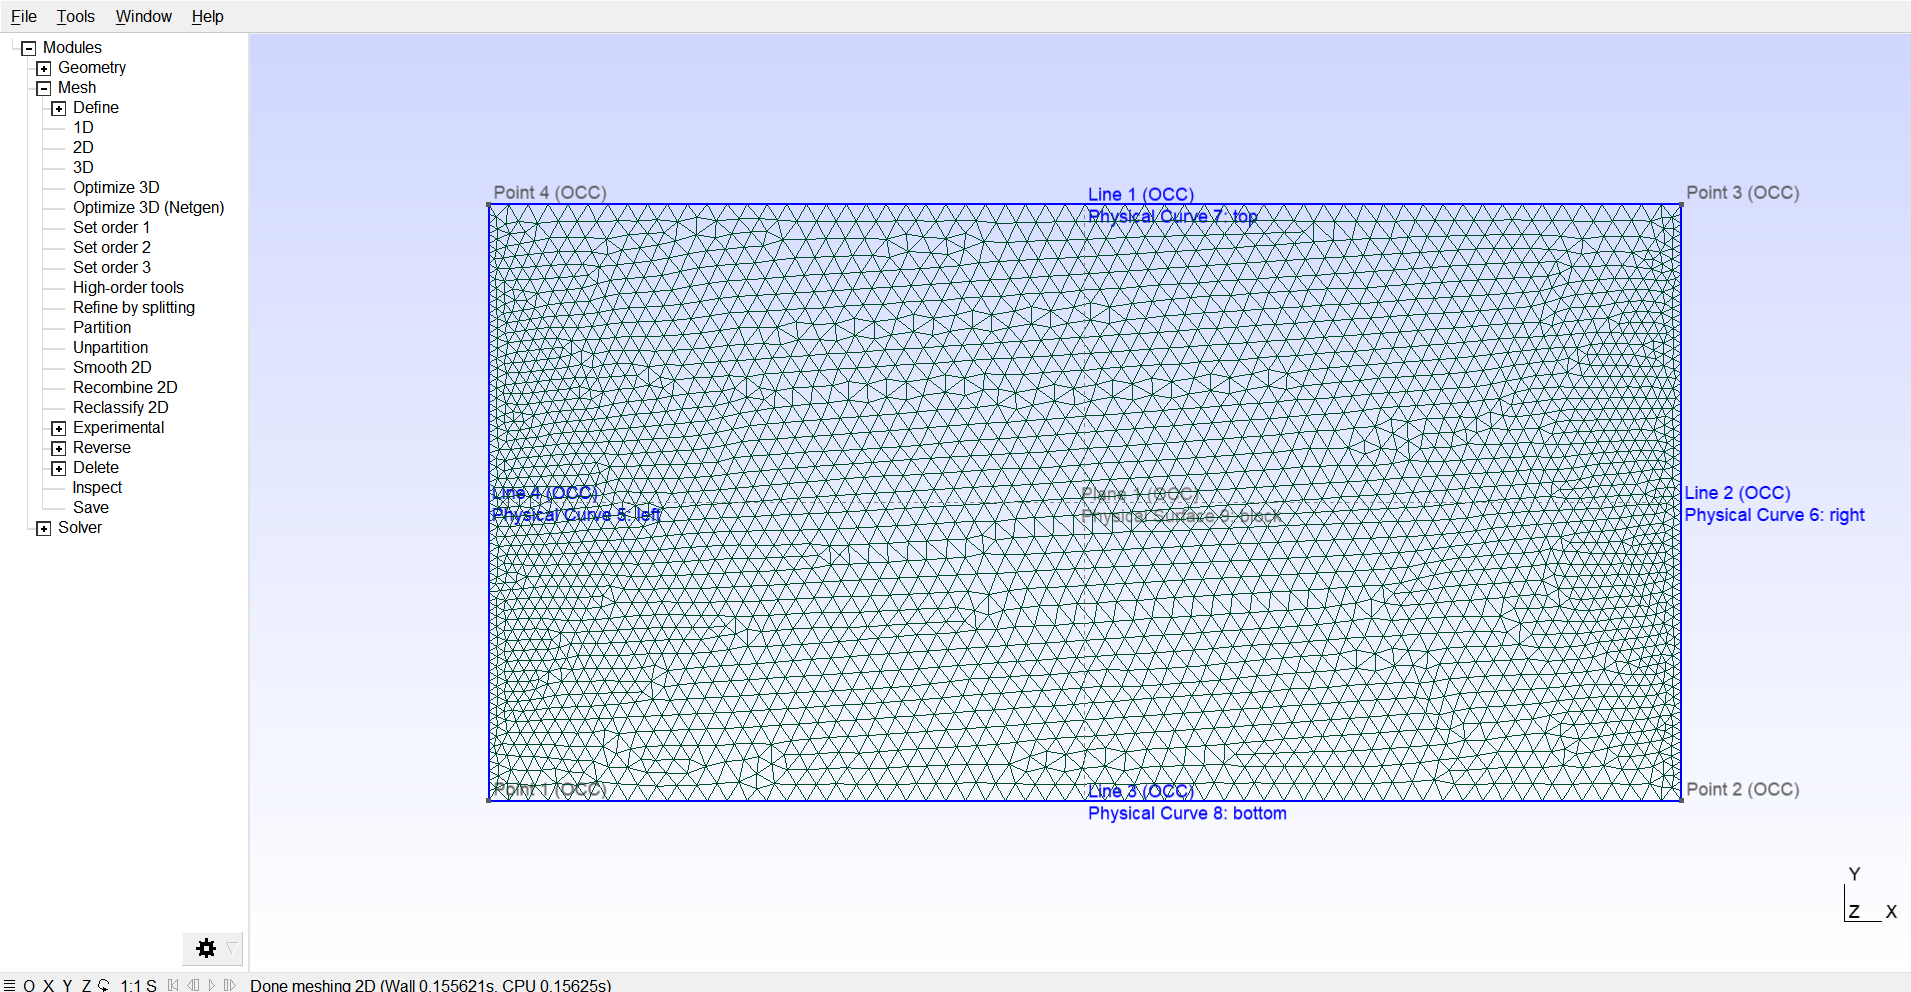 File Tools Window Help
Modules
Geometry
Mesh
Define
1D
2D
3D
Optimize 3D
Optimize 3D (Netgen)
Set order 1
Set order 2
Set order 3
High-order tools
Refine by splitting
Partition
Unpartition
Smooth 2D
Recombine 2D
Reclassify 2D
Experimental
Reverse
Delete
Inspect
Save
Solver
Point 4 (OCC)
Line 1 (OCC)
Physical Curve 7: top
Point 3 (OCC)
Line 4 (OCC)
Physical Curve 5: left
Plane 1 (OCC)
Physical Surface 9: block
Line 2 (OCC)
Physical Curve 6: right
Point 1 (OCC)
Line 3 (OCC)
Physical Curve 8: bottom
Point 2 (OCC)
Y
Z X
O X Y Z 1:1 S Done meshing 2D (Wall 0.155621s, CPU 0.15625s)